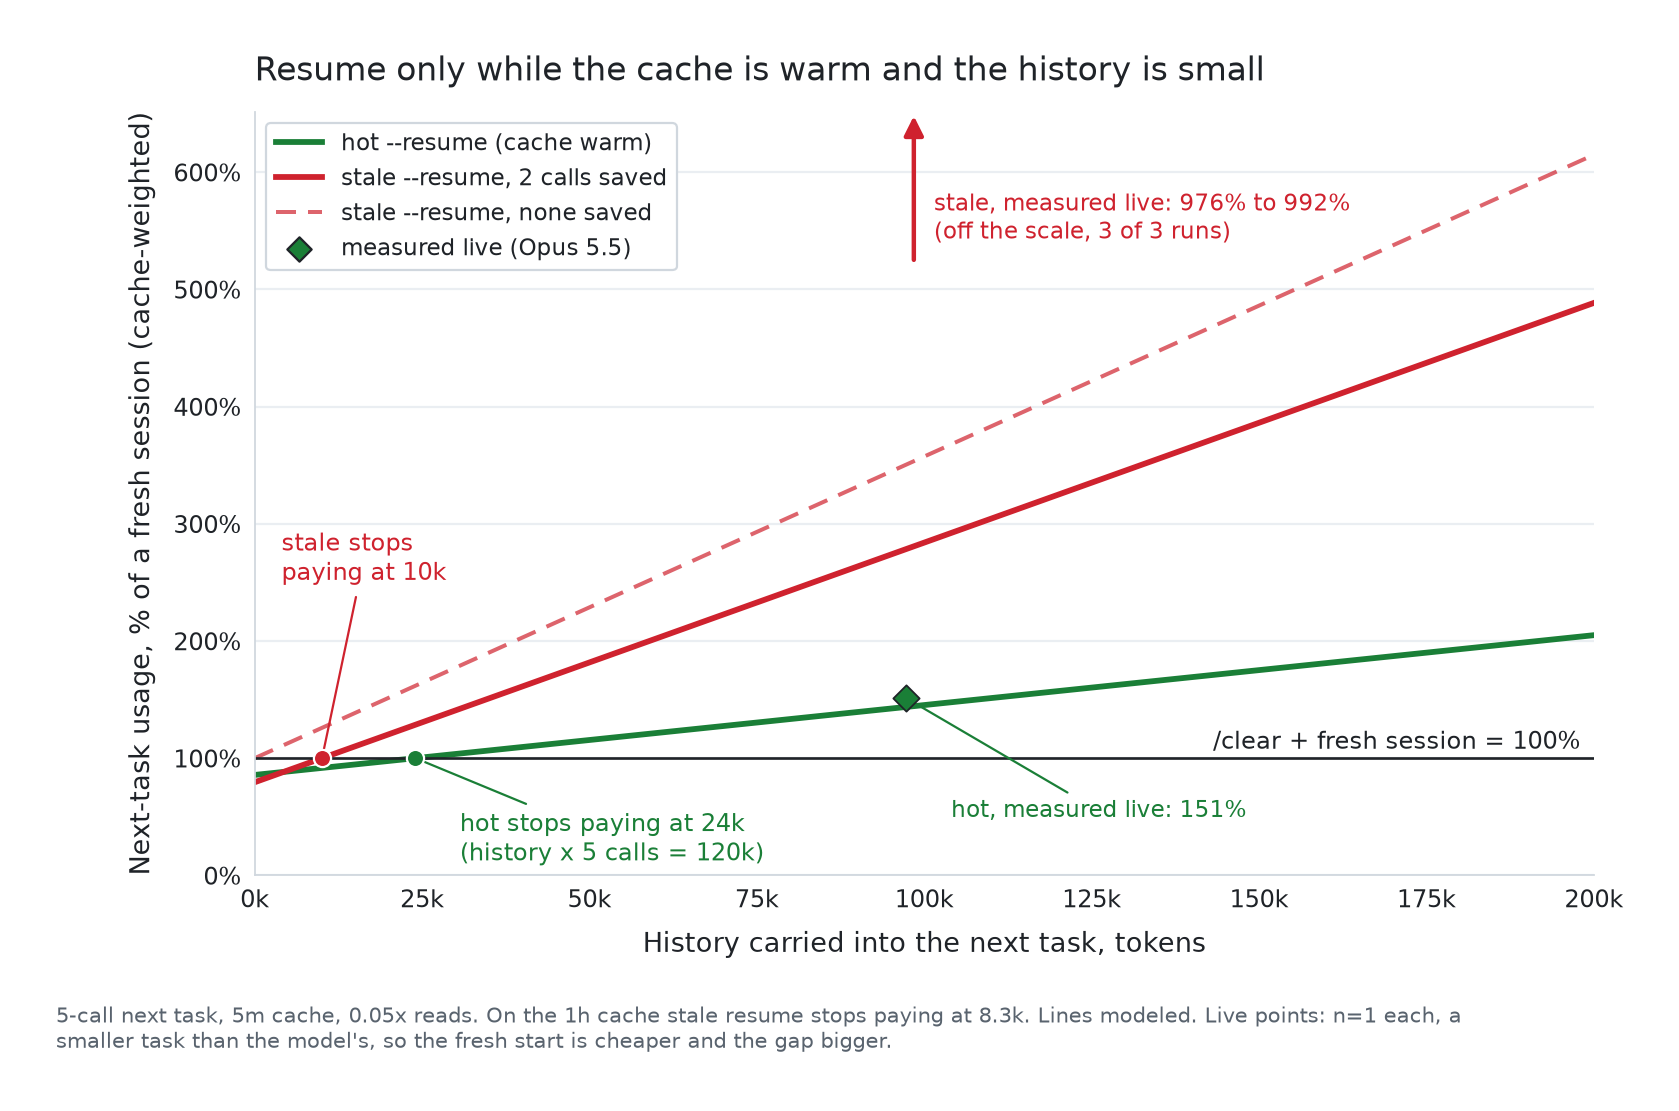 Resume only while the cache is warm and the history is small
Next-task usage, % of a fresh session (cache-weighted)
hot --resume (cache warm)
stale --resume, 2 calls saved
stale --resume, none saved
measured live (Opus 5.5)
600%
500%
400%
300%
200%
100%
0%
stale, measured live: 976% to 992%
(off the scale, 3 of 3 runs)
stale stops
paying at 10k
/clear + fresh session = 100%
hot, measured live: 151%
hot stops paying at 24k
(history x 5 calls = 120k)
0k
25k
50k
75k
100k
125k
150k
175k
200k
History carried into the next task, tokens
5-call next task, 5m cache, 0.05x reads. On the 1h cache stale resume stops paying at 8.3k. Lines modeled. Live points: n=1 each, a
smaller task than the model's, so the fresh start is cheaper and the gap bigger.